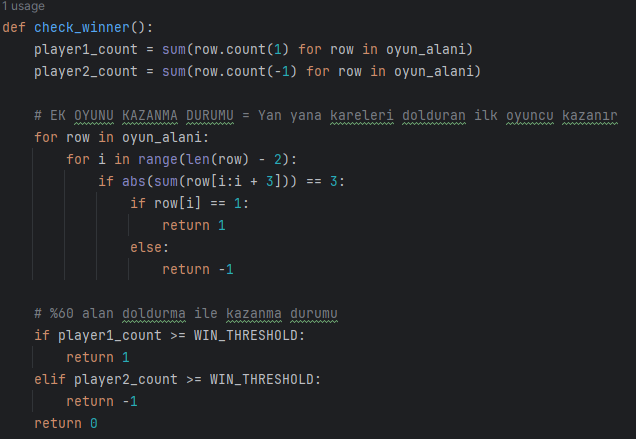 1 usage
def check_winner():
    player1_count = sum(row.count(1) for row in oyun_alani)
    player2_count = sum(row.count(-1) for row in oyun_alani)
    # EK OYUNU KAZANMA DURUMU = Yan yana kareleri dolduran ilk oyuncu kazanır
    for row in oyun_alani:
        for i in range(len(row) - 2):
            if abs(sum(row[i:i + 3])) == 3:
                if row[i] == 1:
                    return 1
                else:
                    return -1
    # %60 alan doldurma ile kazanma durumu
    if player1_count >= WIN_THRESHOLD:
        return 1
    elif player2_count >= WIN_THRESHOLD:
        return -1
    return 0